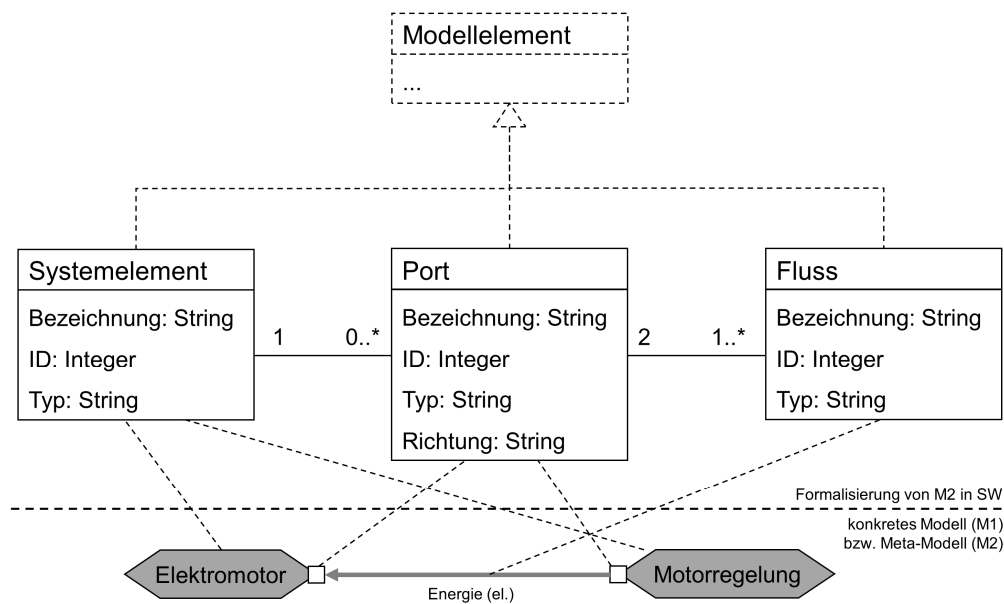 Modellelement
...
Systemelement
Bezeichnung: String
ID: Integer
Typ: String
1
0..*
Port
Bezeichnung: String
ID: Integer
Typ: String
Richtung: String
2
1..*
Fluss
Bezeichnung: String
ID: Integer
Typ: String
Formalisierung von M2 in SW
konkretes Modell (M1)
bzw. Meta-Modell (M2)
Elektromotor
Energie (el.)
Motorregelung